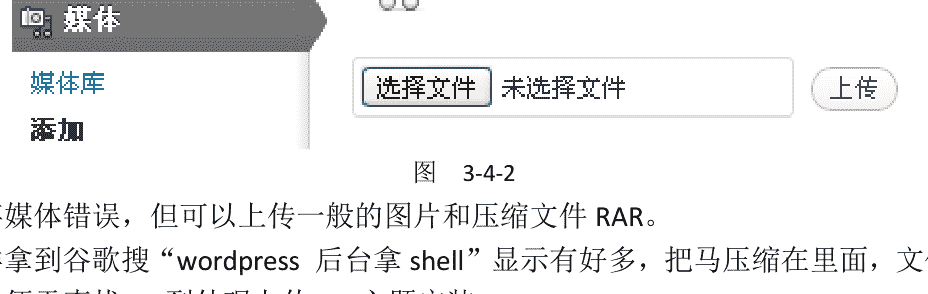 媒体
媒体库
选择文件 未选择文件 上传
添加
图 3-4-2
媒体错误，但可以上传一般的图片和压缩文件 RAR。
拿到谷歌搜“wordpress 后台拿 shell”显示有好多，把马压缩在里面，文